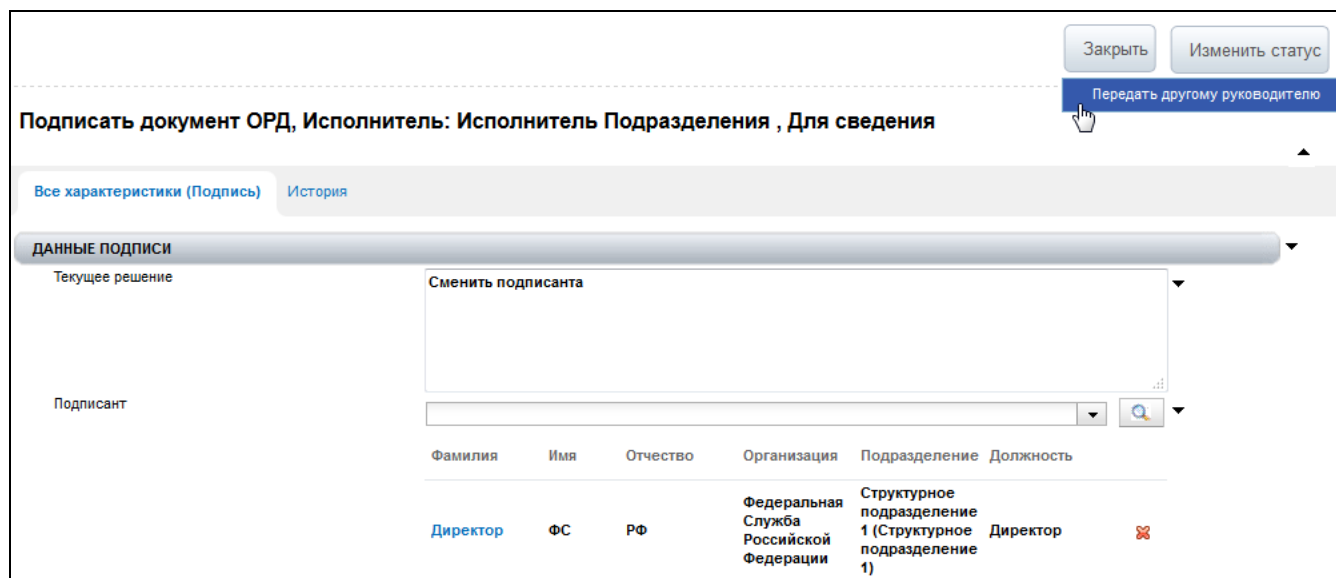 Закрыть
Изменить статус
Передать другому руководителю
Подписать документ ОРД, Исполнитель: Исполнитель Подразделения , Для сведения
Все характеристики (Подпись)
История
ДАННЫЕ ПОДПИСИ
Текущее решение
Сменить подписанта
Подписант
Фамилия Имя Отчество Организация Подразделение Должность
Директор
ФС
РФ
Федеральная
Служба
Российской
Федерации
Структурное
подразделение
1 (Структурное
подразделение
1)
Директор